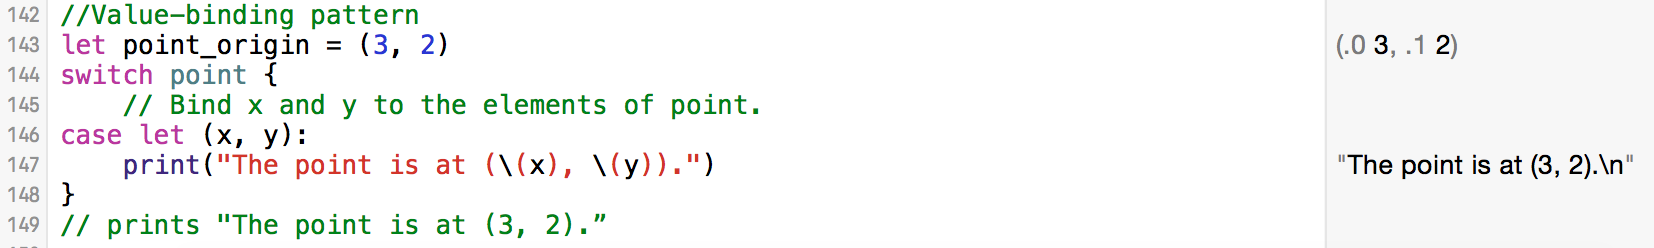 142 //Value-binding pattern
143 let point_origin = (3, 2) (.0 3, .1 2)
144 switch point {
145 // Bind x and y to the elements of point.
146 case let (x, y):
147 print("The point is at (\(x), \(y)).") "The point is at (3, 2).\n"
148 }
149 // prints "The point is at (3, 2).”